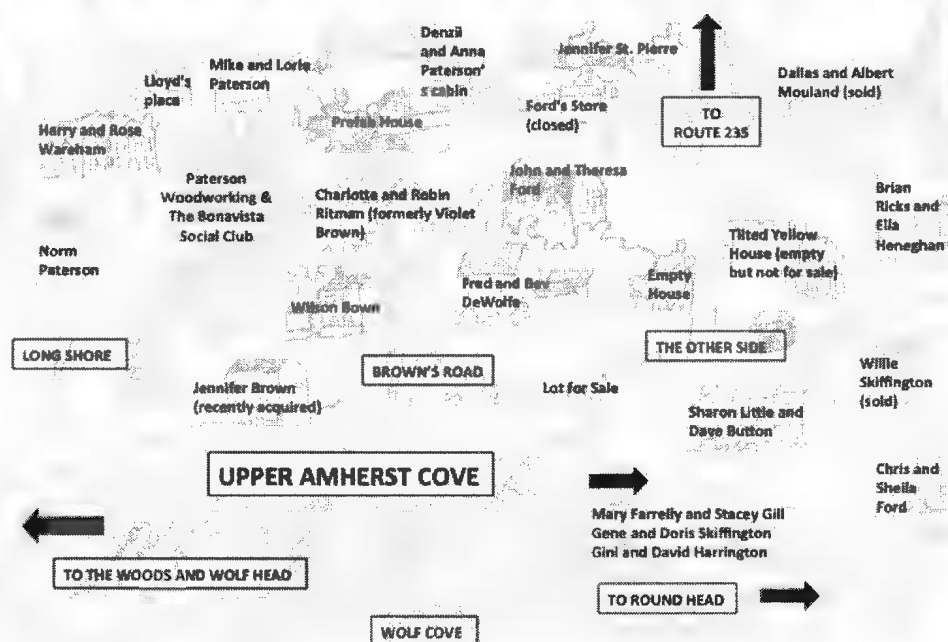 Denzil
and Anna
Paterson'
s cabin
Jennifer St. Pierre
Mike and Lorie
Paterson
Lloyd's
place
Dallas and Albert
Mouland (sold)
Ford's Store
(closed)
TO
ROUTE 235
Prefab House
Harry and Rose
Wareham
John and Theresa
Ford
Paterson
Woodworking &
The Bonavista
Social Club
Charlotte and Robin
Ritman (formerly Violet
Brown)
Brian
Ricks and
Ella
Heneghan
Norm
Paterson
Tilted Yellow
House (empty
but not for sale)
Fred and Bev
DeWolfe
Empty
House
Wilson Bown
LONG SHORE
THE OTHER SIDE
BROWN'S ROAD
Willie
Skiffington
(sold)
Jennifer Brown
(recently acquired)
Lot for Sale
Sharon Little and
Dave Button
UPPER AMHERST COVE
Chris and
Sheila
Ford
Mary Farrelly and Stacey Gill
Gene and Doris Skiffington
Gini and David Harrington
TO THE WOODS AND WOLF HEAD
TO ROUND HEAD
WOLF COVE